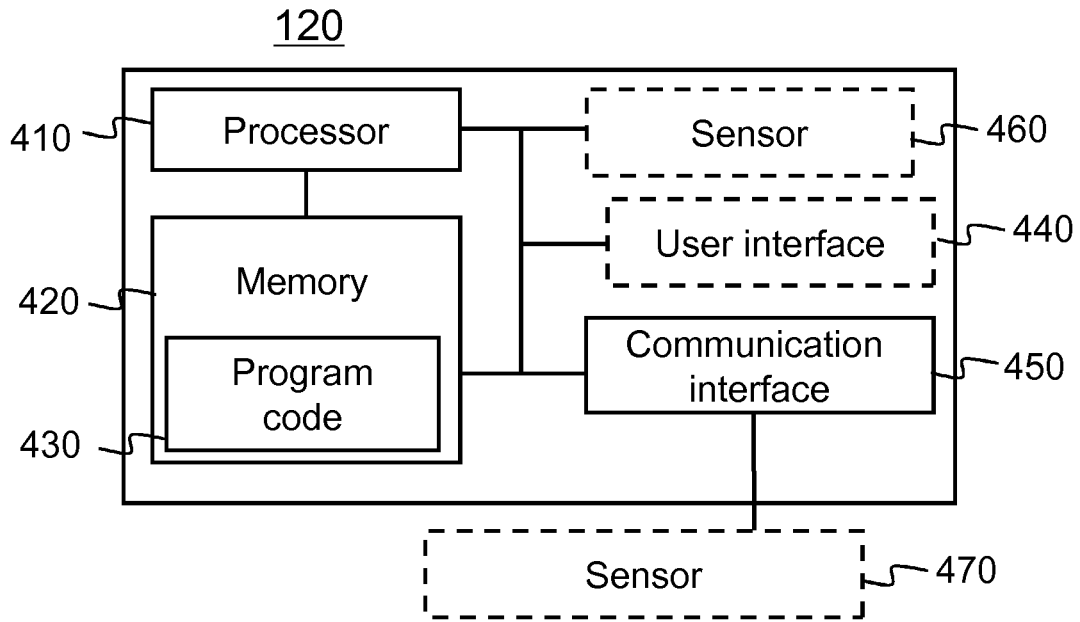 120
410
Processor
Sensor
460
User interface
440
420
Memory
Communication
interface
450
Program
code
430
Sensor
470